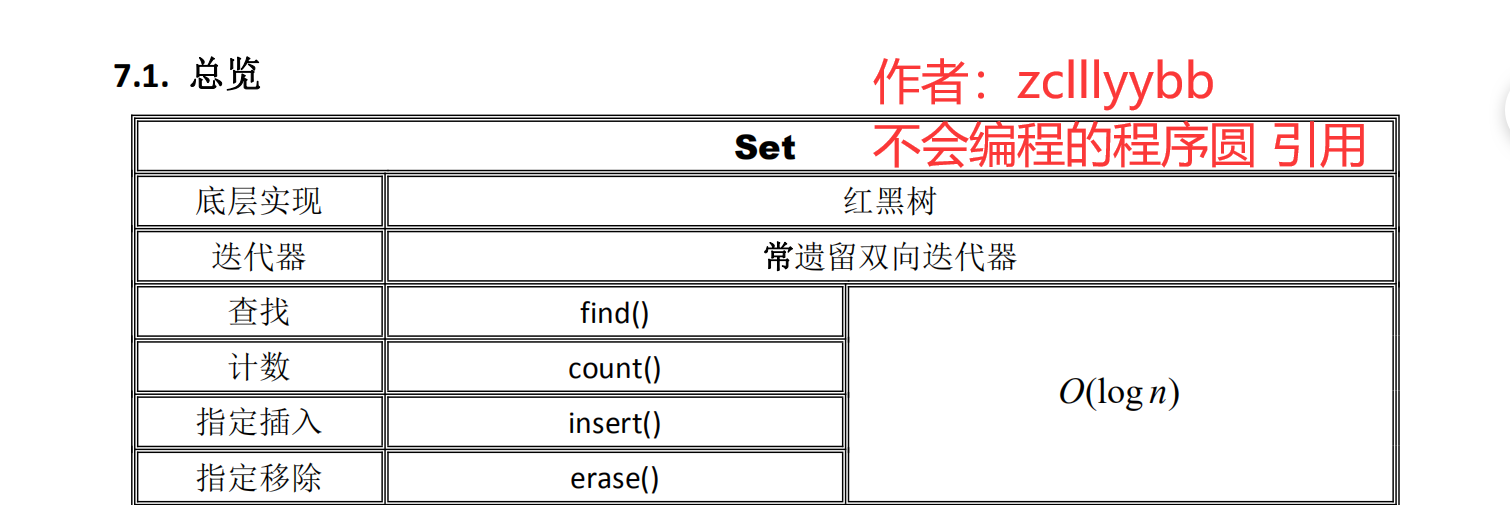 7.1. 总览
作者：zclllyybb
Set
不会编程的程序圆 引用
底层实现 红黑树
迭代器 常遗留双向迭代器
查找 find()
计数 count()
O(log n)
指定插入 insert()
指定移除 erase()